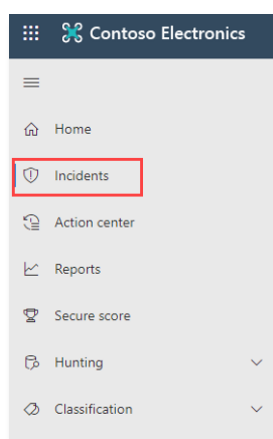 Contoso Electronics
Home
Incidents
Action center
Reports
Secure score
Hunting
Classification